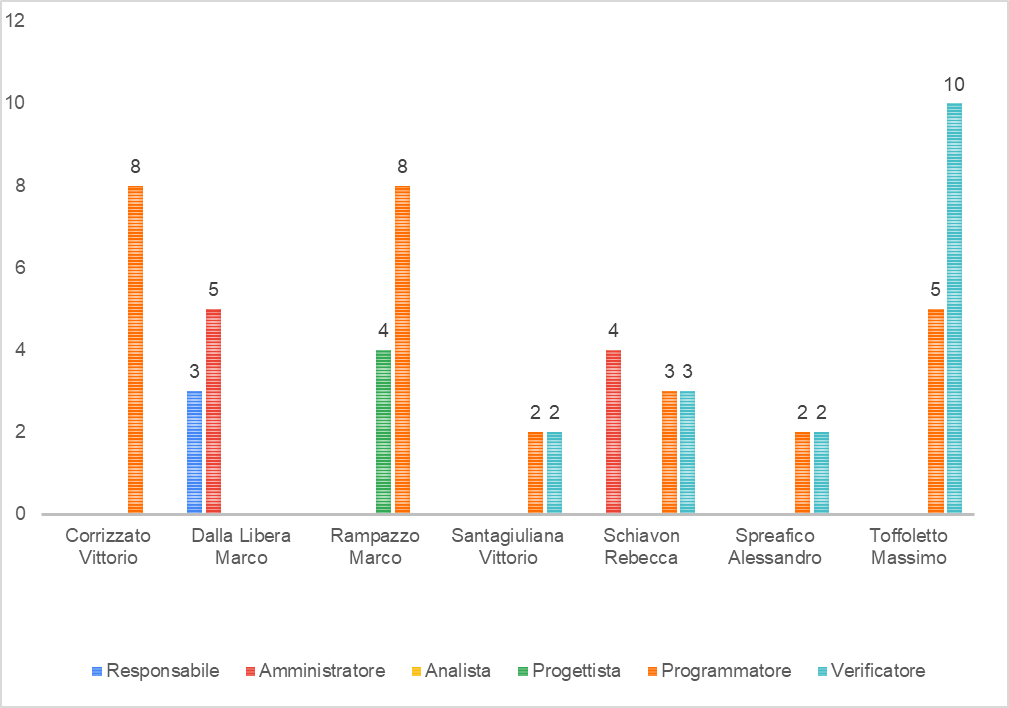 12
10
8
6
4
2
0
8
3
5
4
8
2
2
4
3
3
2
2
5
10
Corrizzato
Vittorio
Dalla Libera
Marco
Rampazzo
Marco
Santagiuliana
Vittorio
Schiavon
Rebecca
Spreafico
Alessandro
Toffoletto
Massimo
Responsabile
Amministratore
Analista
Progettista
Programmatore
Verificatore